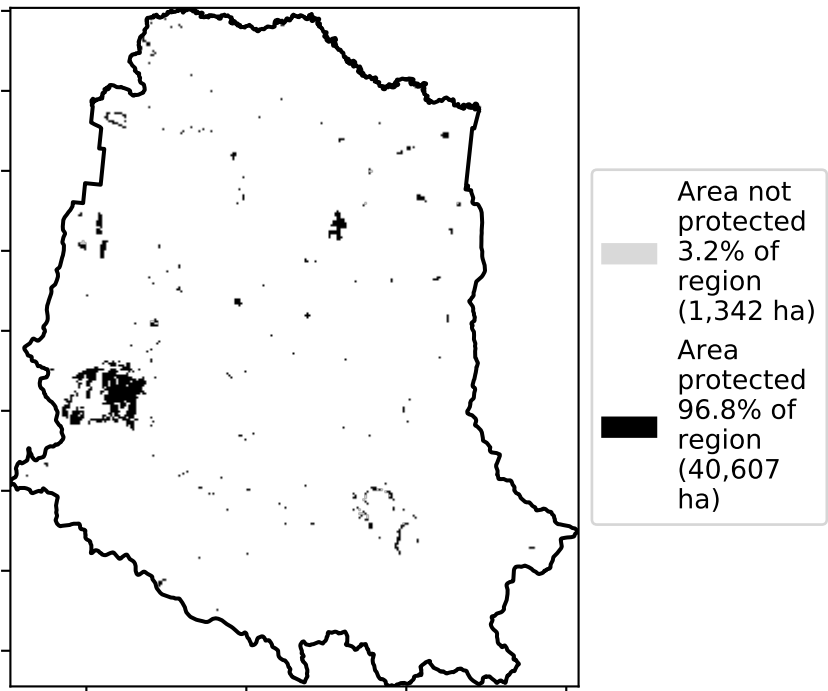 Area not
protected
3.2% of
region
(1,342 ha)
Area
protected
96.8% of
region
(40,607
ha)